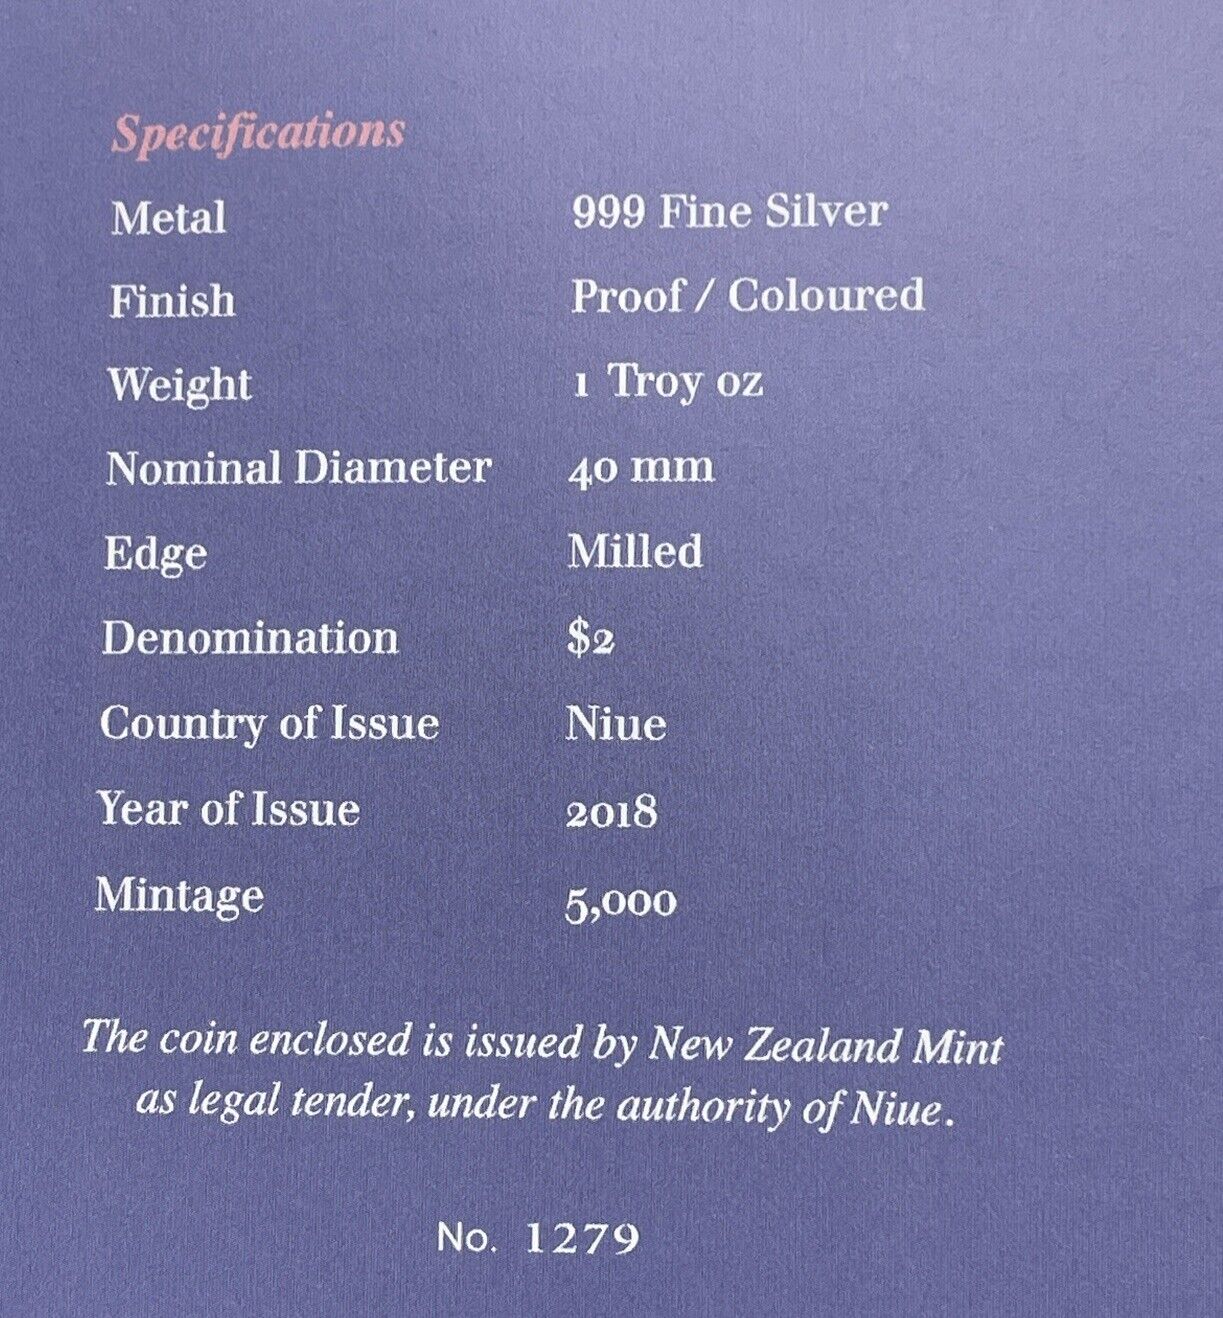 Specifications
Metal 999 Fine Silver
Finish Proof / Coloured
Weight 1 Troy oz
Nominal Diameter 40 mm
Edge Milled
Denomination $2
Country of Issue Niue
Year of Issue 2018
Mintage 5,000
The coin enclosed is issued by New Zealand Mint
as legal tender, under the authority of Niue.
No. 1279